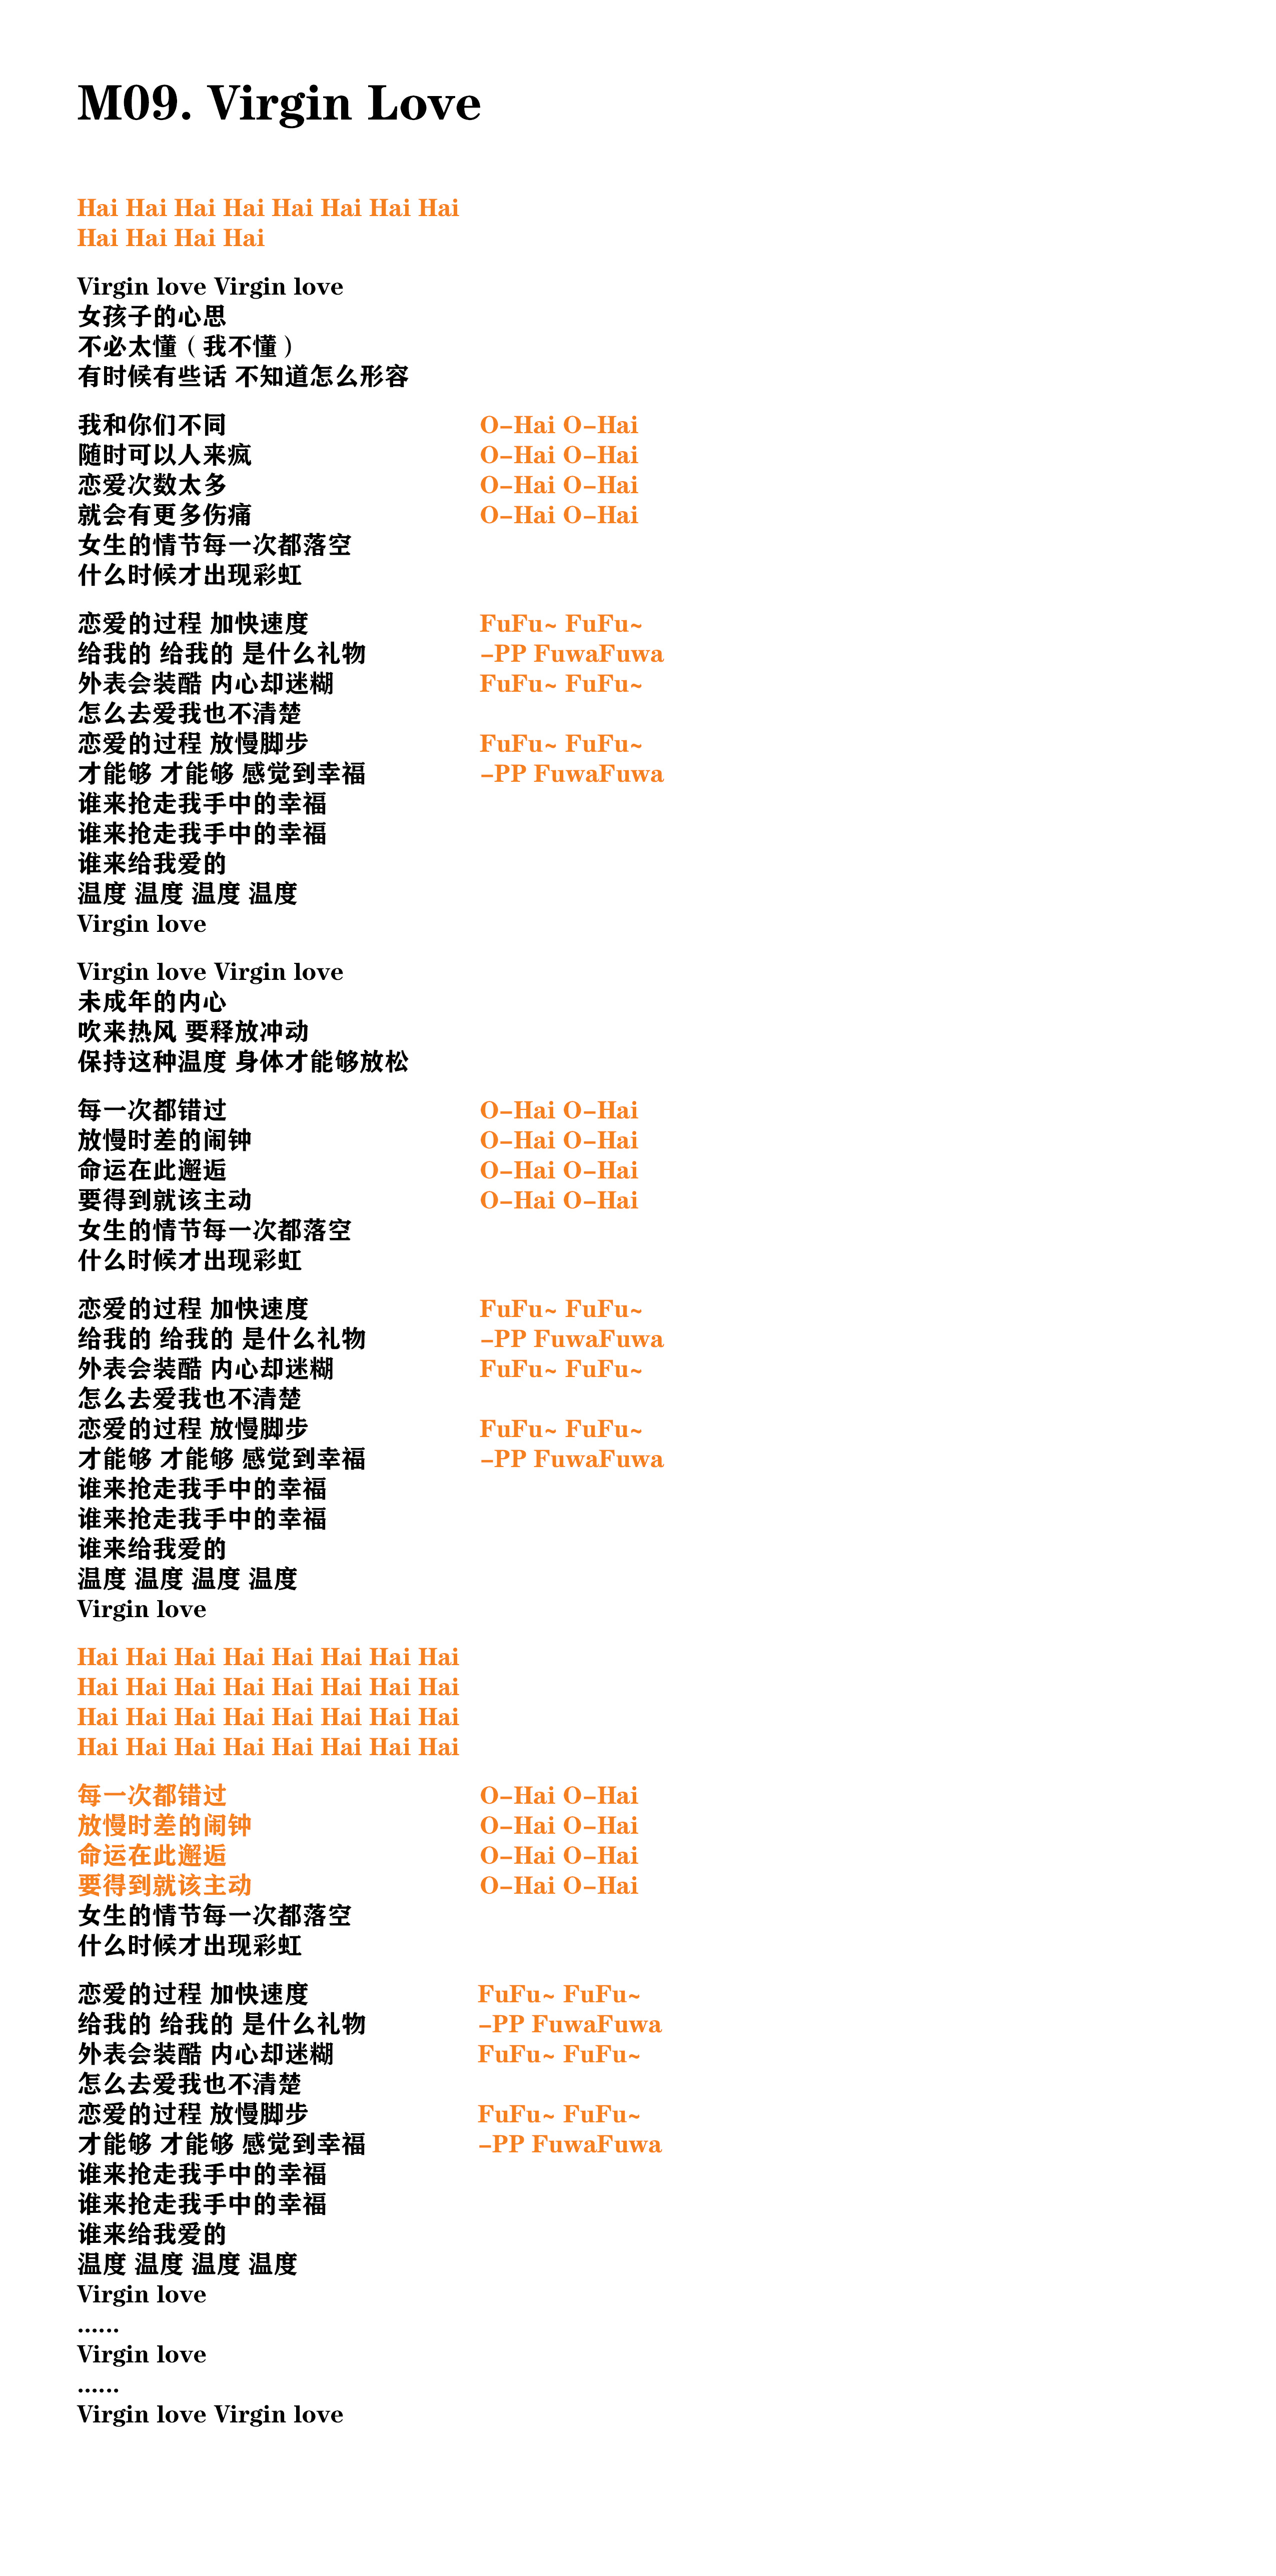 M09. Virgin Love
Hai Hai Hai Hai Hai Hai Hai Hai
Hai Hai Hai Hai
Virgin love Virgin love
女孩子的心思
不必太懂（我不懂）
有时候有些话 不知道怎么形容
我和你们不同 O-Hai O-Hai
随时可以人来疯 O-Hai O-Hai
恋爱次数太多 O-Hai O-Hai
就会有更多伤痛 O-Hai O-Hai
女生的情节每一次都落空
什么时候才出现彩虹
恋爱的过程 加快速度 FuFu~ FuFu~
给我的 给我的 是什么礼物 -PP FuwaFuwa
外表会装酷 内心却迷糊 FuFu~ FuFu~
怎么去爱我也不清楚
恋爱的过程 放慢脚步 FuFu~ FuFu~
才能够 才能够 感觉到幸福 -PP FuwaFuwa
谁来抢走我手中的幸福
谁来抢走我手中的幸福
谁来给我爱的
温度 温度 温度 温度
Virgin love
Virgin love Virgin love
未成年的内心
吹来热风 要释放冲动
保持这种温度 身体才能够放松
每一次都错过 O-Hai O-Hai
放慢时差的闹钟 O-Hai O-Hai
命运在此邂逅 O-Hai O-Hai
要得到就该主动 O-Hai O-Hai
女生的情节每一次都落空
什么时候才出现彩虹
恋爱的过程 加快速度 FuFu~ FuFu~
给我的 给我的 是什么礼物 -PP FuwaFuwa
外表会装酷 内心却迷糊 FuFu~ FuFu~
怎么去爱我也不清楚
恋爱的过程 放慢脚步 FuFu~ FuFu~
才能够 才能够 感觉到幸福 -PP FuwaFuwa
谁来抢走我手中的幸福
谁来抢走我手中的幸福
谁来给我爱的
温度 温度 温度 温度
Virgin love
Hai Hai Hai Hai Hai Hai Hai Hai
Hai Hai Hai Hai Hai Hai Hai Hai
Hai Hai Hai Hai Hai Hai Hai Hai
Hai Hai Hai Hai Hai Hai Hai Hai
每一次都错过 O-Hai O-Hai
放慢时差的闹钟 O-Hai O-Hai
命运在此邂逅 O-Hai O-Hai
要得到就该主动 O-Hai O-Hai
女生的情节每一次都落空
什么时候才出现彩虹
恋爱的过程 加快速度 FuFu~ FuFu~
给我的 给我的 是什么礼物 -PP FuwaFuwa
外表会装酷 内心却迷糊 FuFu~ FuFu~
怎么去爱我也不清楚
恋爱的过程 放慢脚步 FuFu~ FuFu~
才能够 才能够 感觉到幸福 -PP FuwaFuwa
谁来抢走我手中的幸福
谁来抢走我手中的幸福
谁来给我爱的
温度 温度 温度 温度
Virgin love
……
Virgin love
……
Virgin love Virgin love